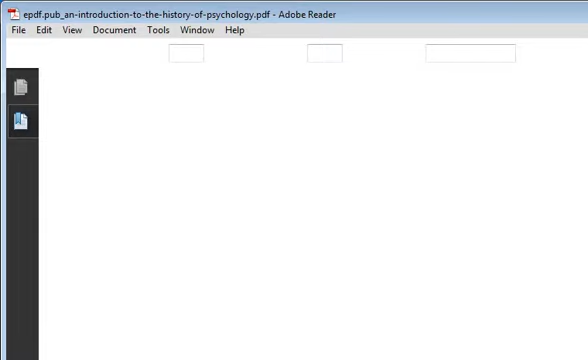 epdf.pub_an-introduction-to-the-history-of-psychology.pdf - Adobe Reader
File Edit View Document Tools Window Help